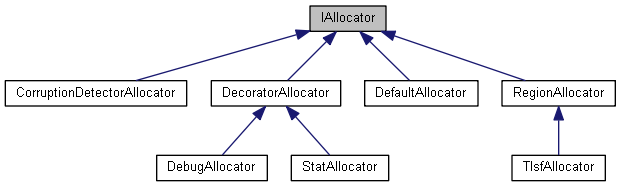 IAllocator
CorruptionDetectorAllocator
DecoratorAllocator
DefaultAllocator
RegionAllocator
DebugAllocator
StatAllocator
TlsfAllocator